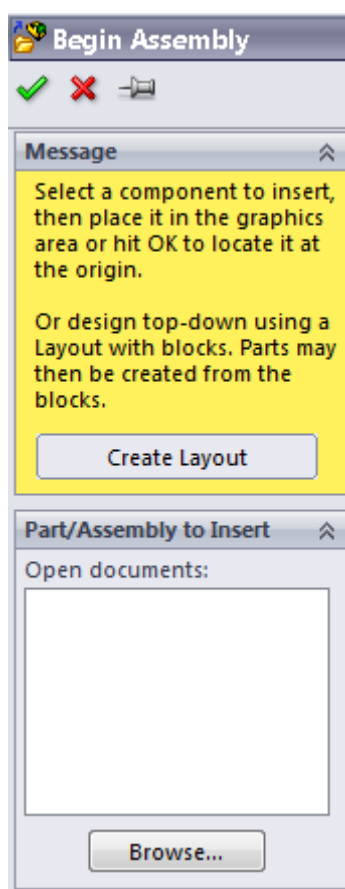 Begin Assembly
Message
Select a component to insert,
then place it in the graphics
area or hit OK to locate it at
the origin.
Or design top-down using a
Layout with blocks. Parts may
then be created from the
blocks.
Create Layout
Part/Assembly to Insert
Open documents:
Browse...